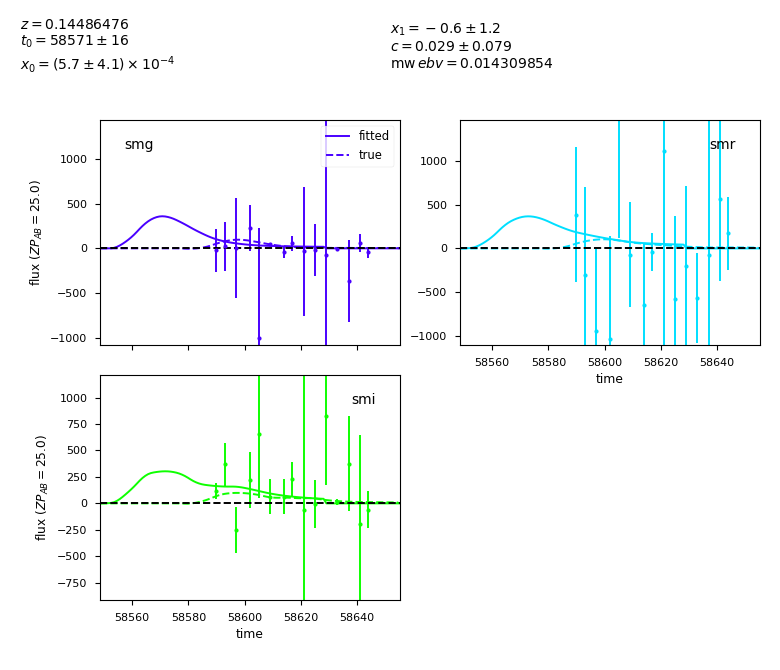 z = 0.14486476
t₀ = 58571 ± 16
x₀ = (5.7 ± 4.1) × 10⁻⁴
x₁ = −0.6 ± 1.2
c = 0.029 ± 0.079
mw ebv = 0.014309854
smg
fitted
true
1000
500
0
−500
−1000
flux (ZP_AB = 25.0)
smr
1000
500
0
−500
−1000
58560 58580 58600 58620 58640
time
smi
1000
750
500
250
0
−250
−500
−750
flux (ZP_AB = 25.0)
58560 58580 58600 58620 58640
time